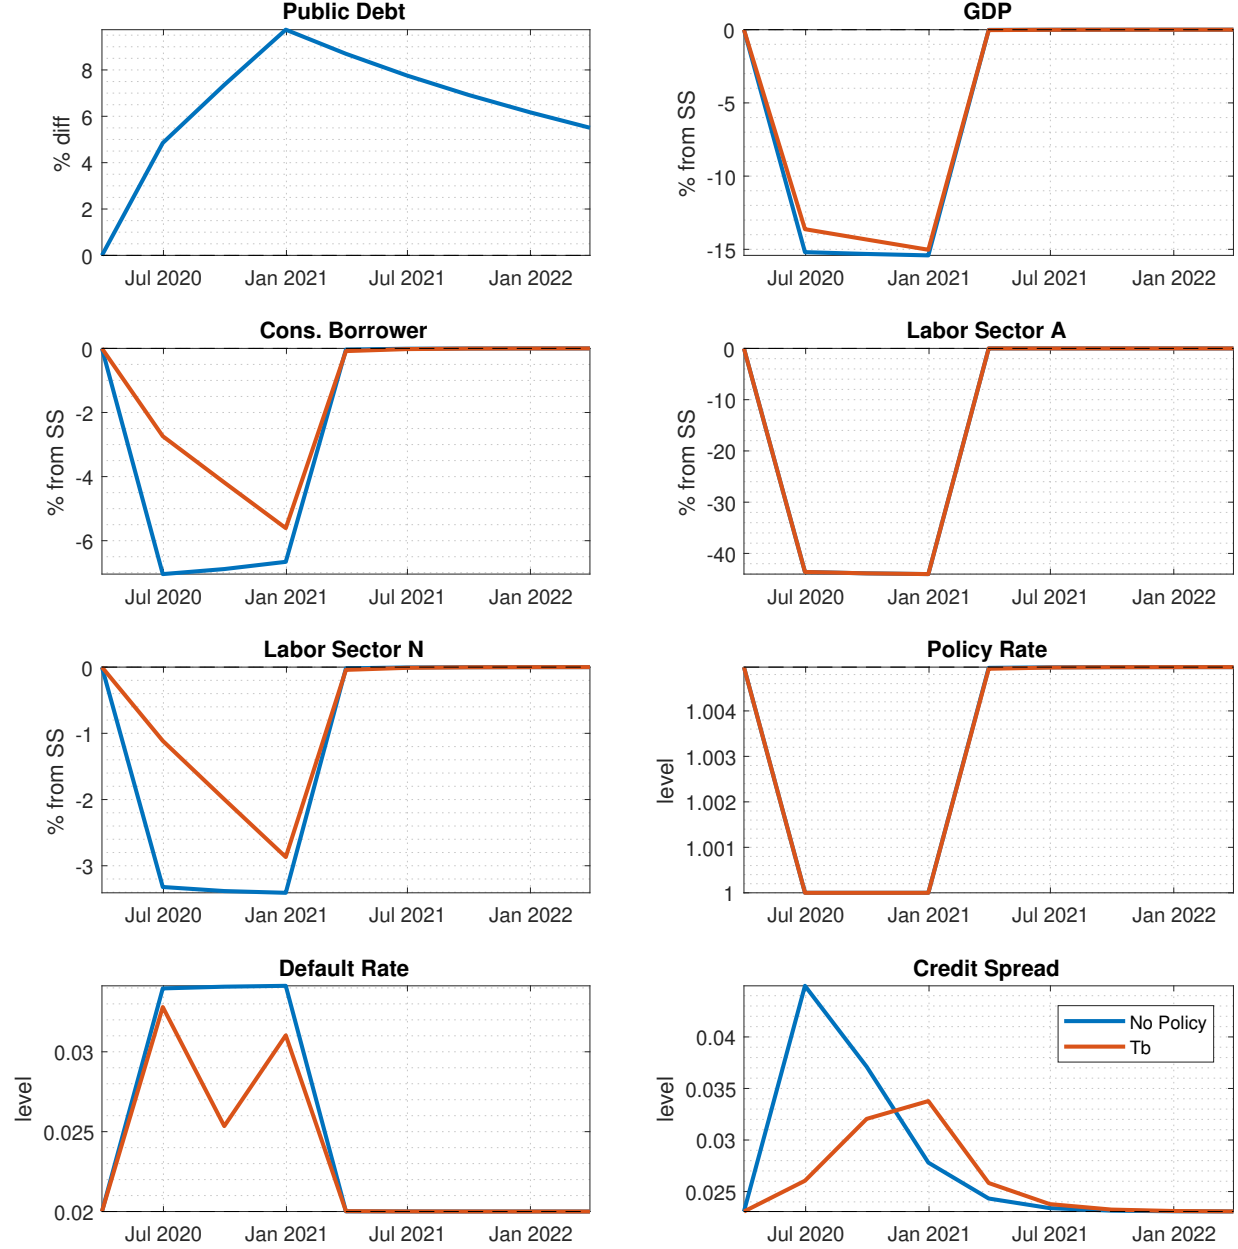 Public Debt
% diff
8
6
4
2
0
Jul 2020 Jan 2021 Jul 2021 Jan 2022
GDP
% from SS
0
-5
-10
-15
Jul 2020 Jan 2021 Jul 2021 Jan 2022
Cons. Borrower
% from SS
0
-2
-4
-6
Jul 2020 Jan 2021 Jul 2021 Jan 2022
Labor Sector A
% from SS
0
-10
-20
-30
-40
Jul 2020 Jan 2021 Jul 2021 Jan 2022
Labor Sector N
% from SS
0
-1
-2
-3
Jul 2020 Jan 2021 Jul 2021 Jan 2022
Policy Rate
level
1.004
1.003
1.002
1.001
1
Jul 2020 Jan 2021 Jul 2021 Jan 2022
Default Rate
level
0.03
0.025
0.02
Jul 2020 Jan 2021 Jul 2021 Jan 2022
Credit Spread
level
0.04
0.035
0.03
0.025
No Policy
Tb
Jul 2020 Jan 2021 Jul 2021 Jan 2022